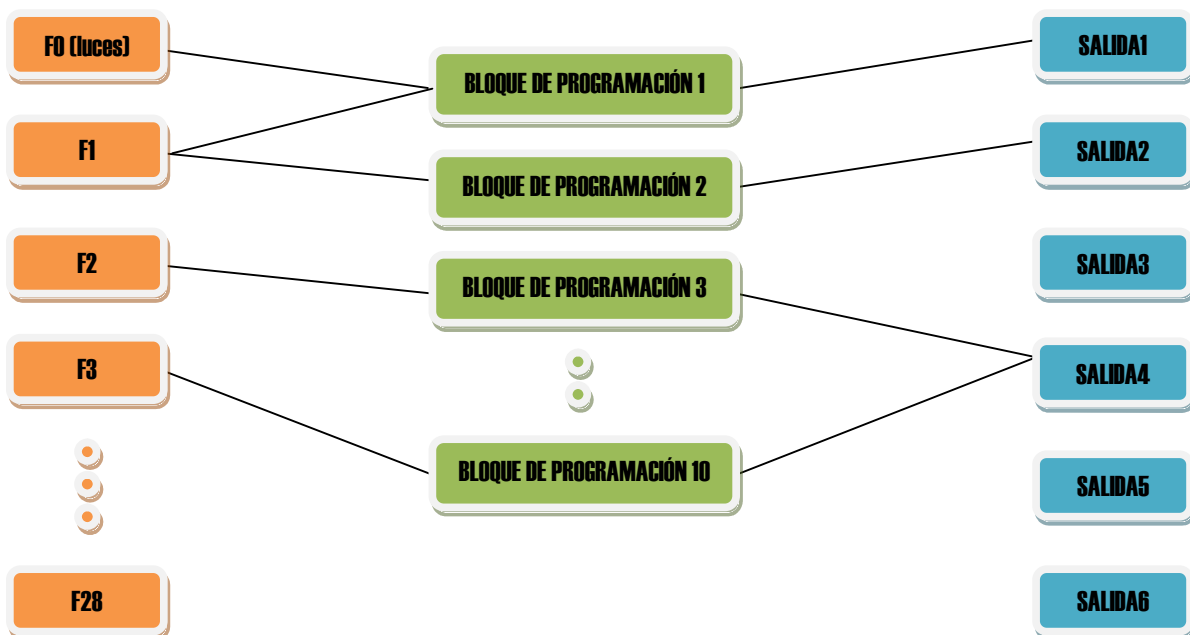 F0 (luces)
F1
F2
F3
F28
BLOQUE DE PROGRAMACIÓN 1
BLOQUE DE PROGRAMACIÓN 2
BLOQUE DE PROGRAMACIÓN 3
BLOQUE DE PROGRAMACIÓN 10
SALIDA1
SALIDA2
SALIDA3
SALIDA4
SALIDA5
SALIDA6